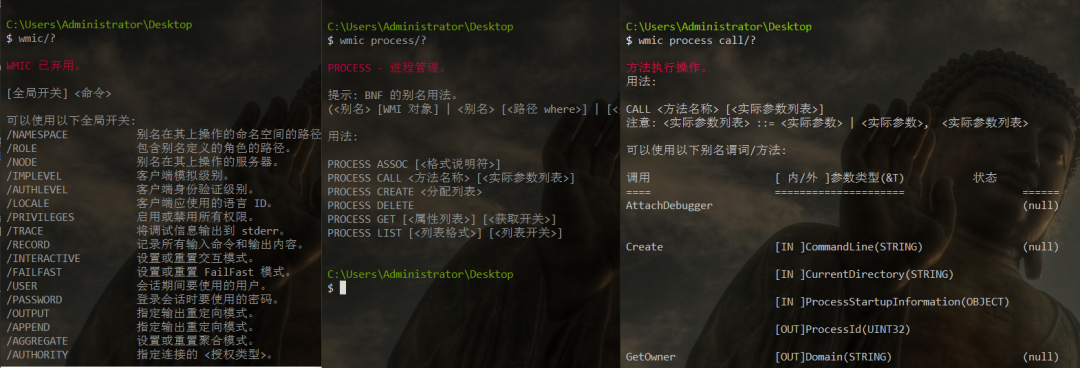 C:\Users\Administrator\Desktop
$ wmic/?
WMIC 已弃用。
[全局开关] <命令>
可以使用以下全局开关:
/NAMESPACE 别名在其上操作的命名空间的路径
/ROLE 包含别名定义的角色的路径。
/NODE 别名在其上操作的服务器。
/IMPLEVEL 客户端模拟级别。
/AUTHLEVEL 客户端身份验证级别。
/LOCALE 客户端应使用的语言 ID。
/PRIVILEGES 启用或禁用所有权限。
/TRACE 将调试信息输出到 stderr。
/RECORD 记录所有输入命令和输出内容。
/INTERACTIVE 设置或重置交互模式。
/FAILFAST 设置或重置 FailFast 模式。
/USER 会话期间要使用的用户。
/PASSWORD 登录会话时要使用的密码。
/OUTPUT 指定输出重定向模式。
/APPEND 指定输出重定向模式。
/AGGREGATE 设置或重置聚合模式。
/AUTHORITY 指定连接的 <授权类型>。
C:\Users\Administrator\Desktop
$ wmic process/?
PROCESS - 进程管理。
提示: BNF 的别名用法。
(<别名> [WMI 对象] | <别名> [<路径 where>] | [<
用法:
PROCESS ASSOC [<格式说明符>]
PROCESS CALL <方法名称> [<实际参数列表>]
PROCESS CREATE <分配列表>
PROCESS DELETE
PROCESS GET [<属性列表>] [<获取开关>]
PROCESS LIST [<列表格式>] [<列表开关>]
C:\Users\Administrator\Desktop
$
C:\Users\Administrator\Desktop
$ wmic process call/?
方法执行操作。
用法:
CALL <方法名称> [<实际参数列表>]
注意: <实际参数列表> ::= <实际参数> | <实际参数>, <实际参数列表>
可以使用以下别名谓词/方法:
调用 [ 内/外 ]参数类型(&T) 状态
==== ===================== ======
AttachDebugger (null)
Create [IN ]CommandLine(STRING) (null)
[IN ]CurrentDirectory(STRING)
[IN ]ProcessStartupInformation(OBJECT)
[OUT]ProcessId(UINT32)
GetOwner [OUT]Domain(STRING) (null)